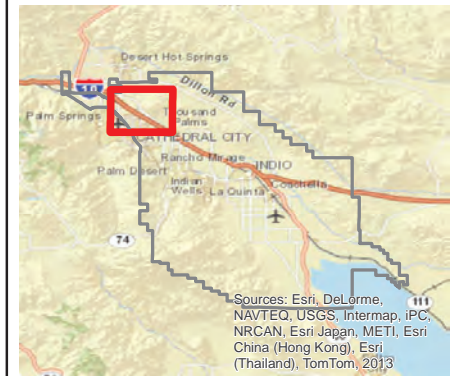 Desert Hot Springs
Dillon Rd
10
Palm Springs
Thousand
Palms
CATHEDRAL CITY
Rancho Mirage
INDIO
Palm Desert
Indian
Wells
La Quinta
Coachella
74
111
Sources: Esri, DeLorme,
NAVTEQ, USGS, Intermap, iPC,
NRCAN, Esri Japan, METI, Esri
China (Hong Kong), Esri
(Thailand), TomTom, 2013